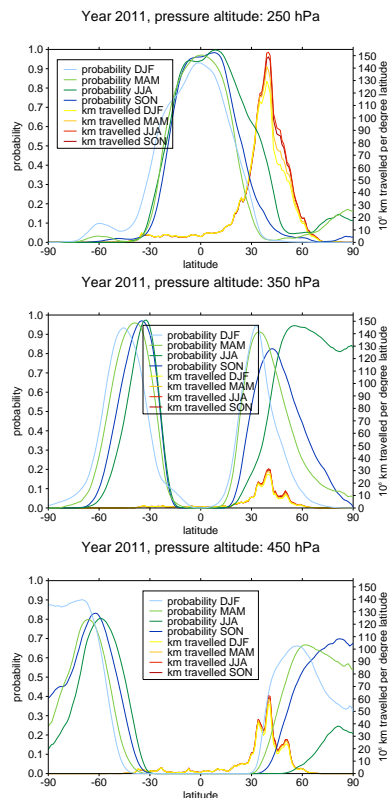 Year 2011, pressure altitude: 250 hPa
1.0
0.9
0.8
0.7
0.6
0.5
0.4
0.3
0.2
0.1
0.0
probability
probability DJF
probability MAM
probability JJA
probability SON
km travelled DJF
km travelled MAM
km travelled JJA
km travelled SON
150
140
130
120
110
100
90
80
70
60
50
40
30
20
10
0
km travelled per degree latitude
-90 -60 -30 0 30 60 90
latitude
Year 2011, pressure altitude: 350 hPa
1.0
0.9
0.8
0.7
0.6
0.5
0.4
0.3
0.2
0.1
0.0
probability
probability DJF
probability MAM
probability JJA
probability SON
km travelled DJF
km travelled MAM
km travelled JJA
km travelled SON
150
140
130
120
110
100
90
80
70
60
50
40
30
20
10
0
km travelled per degree latitude
-90 -60 -30 0 30 60 90
latitude
Year 2011, pressure altitude: 450 hPa
1.0
0.9
0.8
0.7
0.6
0.5
0.4
0.3
0.2
0.1
0.0
probability
probability DJF
probability MAM
probability JJA
probability SON
km travelled DJF
km travelled MAM
km travelled JJA
km travelled SON
150
140
130
120
110
100
90
80
70
60
50
40
30
20
10
0
km travelled per degree latitude
-90 -60 -30 0 30 60 90
latitude